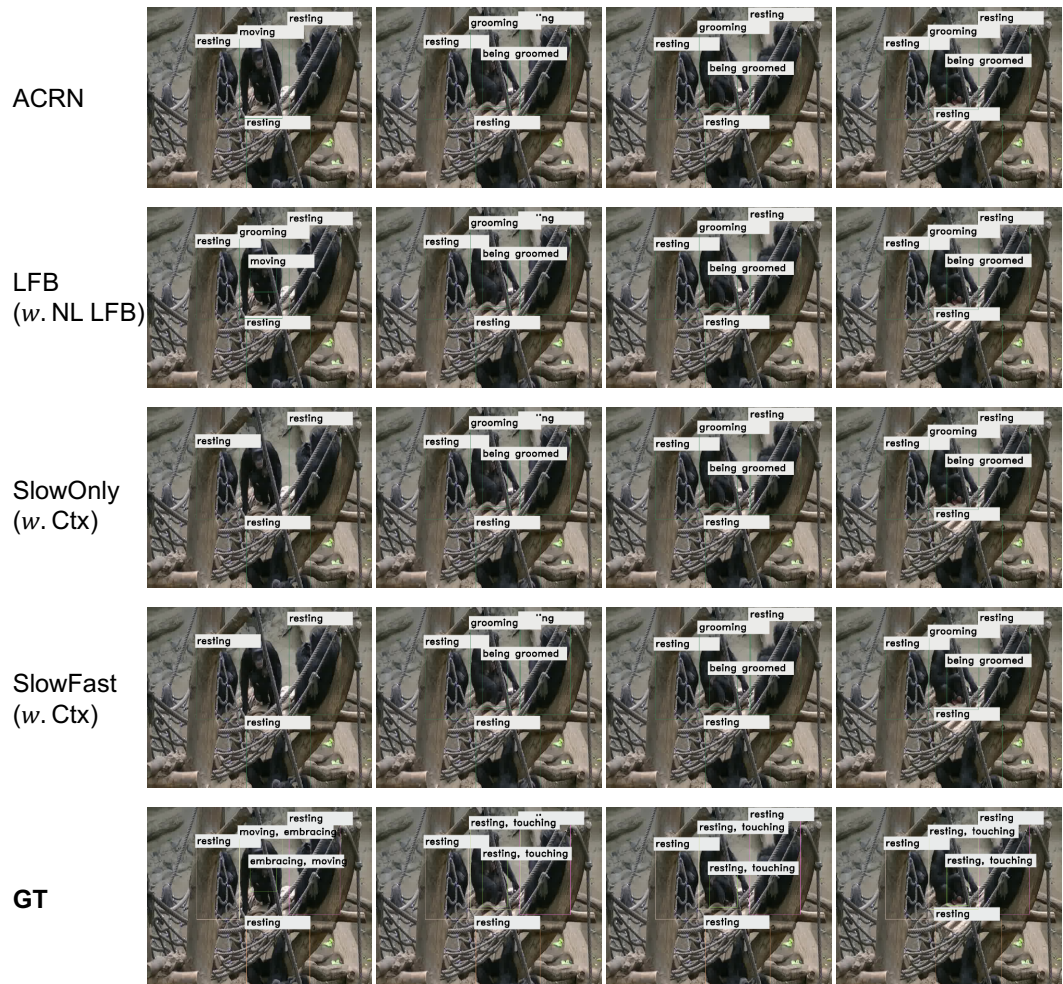 ACRN
resting
moving
resting
resting
grooming
resting
being groomed
resting
resting
grooming
resting
being groomed
resting
resting
grooming
resting
being groomed
resting
LFB
(w. NL LFB)
resting
grooming
resting
moving
resting
grooming
resting
being groomed
resting
resting
grooming
resting
being groomed
resting
resting
grooming
resting
being groomed
resting
SlowOnly
(w. Ctx)
resting
resting
resting
grooming
resting
being groomed
resting
resting
grooming
resting
being groomed
resting
resting
grooming
resting
being groomed
resting
SlowFast
(w. Ctx)
resting
resting
resting
grooming
resting
being groomed
resting
resting
grooming
resting
being groomed
resting
resting
grooming
resting
being groomed
resting
GT
resting
moving, embracing
resting
embracing, moving
resting
resting, touching
resting
resting, touching
resting
resting
resting, touching
resting
resting, touching
resting
resting
resting, touching
resting
resting, touching
resting